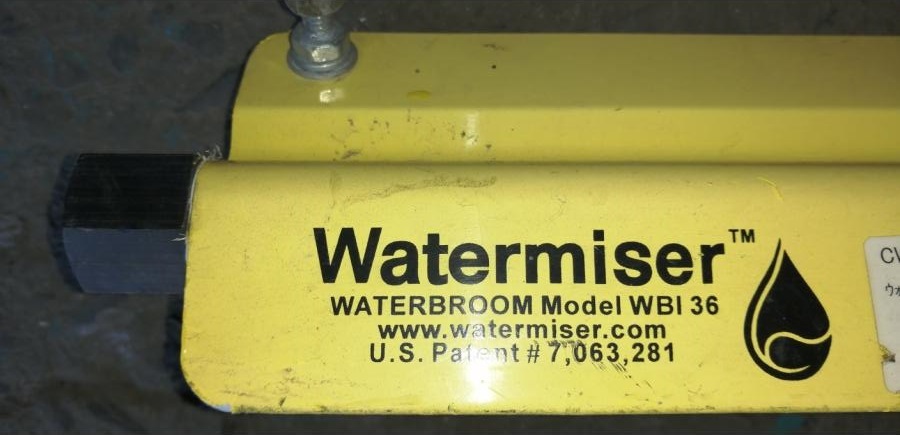 Watermiser™
WATERBROOM Model WBI 36
www.watermiser.com
U.S. Patent # 7,063,281